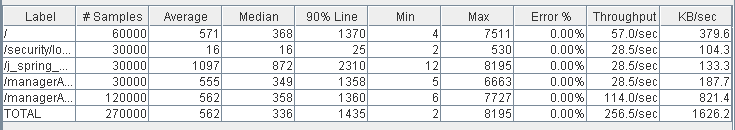 Label # Samples Average Median 90% Line Min Max Error % Throughput KB/sec
/ 60000 571 368 1370 4 7511 0.00% 57.0/sec 379.6
/security/lo... 30000 16 16 25 2 530 0.00% 28.5/sec 104.3
/j_spring_... 30000 1097 872 2310 12 8195 0.00% 28.5/sec 133.3
/managerA... 30000 555 349 1358 5 6663 0.00% 28.5/sec 187.7
/managerA... 120000 562 358 1360 6 7727 0.00% 114.0/sec 821.4
TOTAL 270000 562 336 1435 2 8195 0.00% 256.5/sec 1626.2